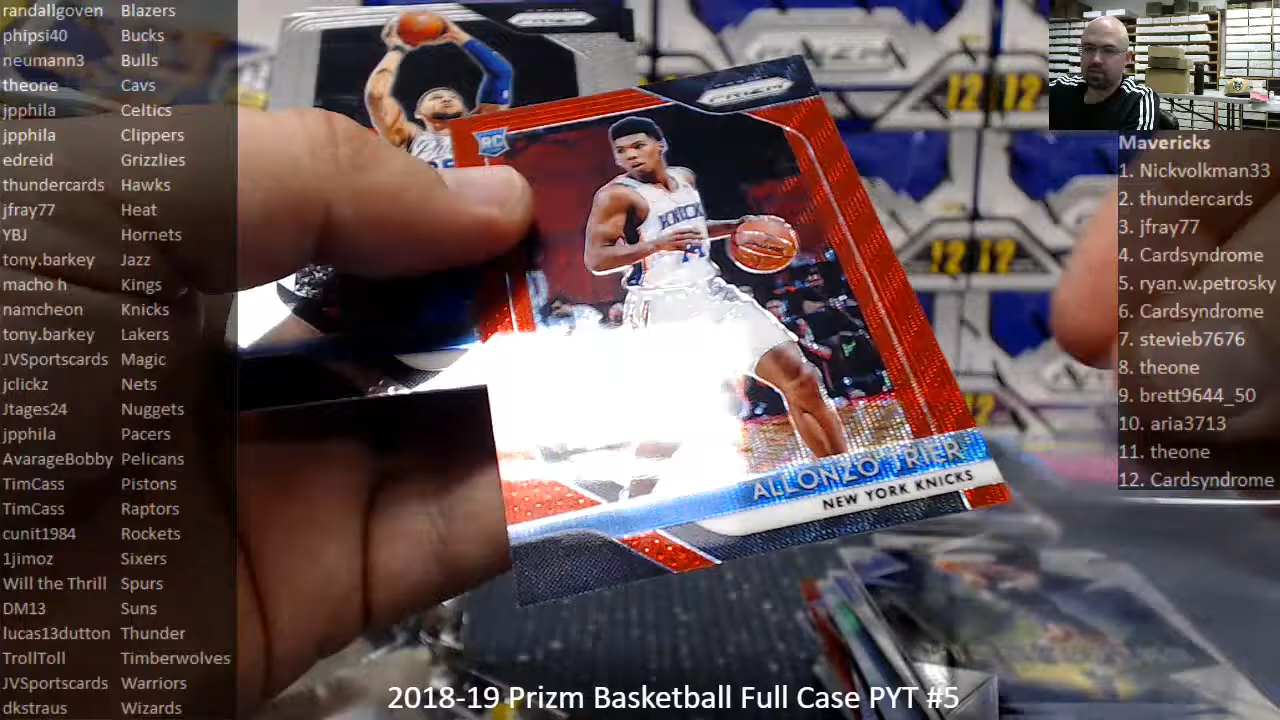 randallgoven Blazers
phipsi40 Bucks
neumann3 Bulls
theone Cavs
jpphila Celtics
jpphila Clippers
edreid Grizzlies
thundercards Hawks
jfray77 Heat
YBJ Hornets
tony.barkey Jazz
macho h Kings
namcheon Knicks
tony.barkey Lakers
JVSportscards Magic
jclickz Nets
Jtages24 Nuggets
jpphila Pacers
AvarageBobby Pelicans
TimCass Pistons
TimCass Raptors
cunit1984 Rockets
1jimoz Sixers
Will the Thrill Spurs
DM13 Suns
lucas13dutton Thunder
TrollToll Timberwolves
JVSportscards Warriors
dkstraus Wizards
PRIZM
RC
KNICKS
14
ALLONZO TRIER
NEW YORK KNICKS
12 12
12 12
Mavericks
1. Nickvolkman33
2. thundercards
3. jfray77
4. Cardsyndrome
5. ryan.w.petrosky
6. Cardsyndrome
7. stevieb7676
8. theone
9. brett9644_50
10. aria3713
11. theone
12. Cardsyndrome
2018-19 Prizm Basketball Full Case PYT #5